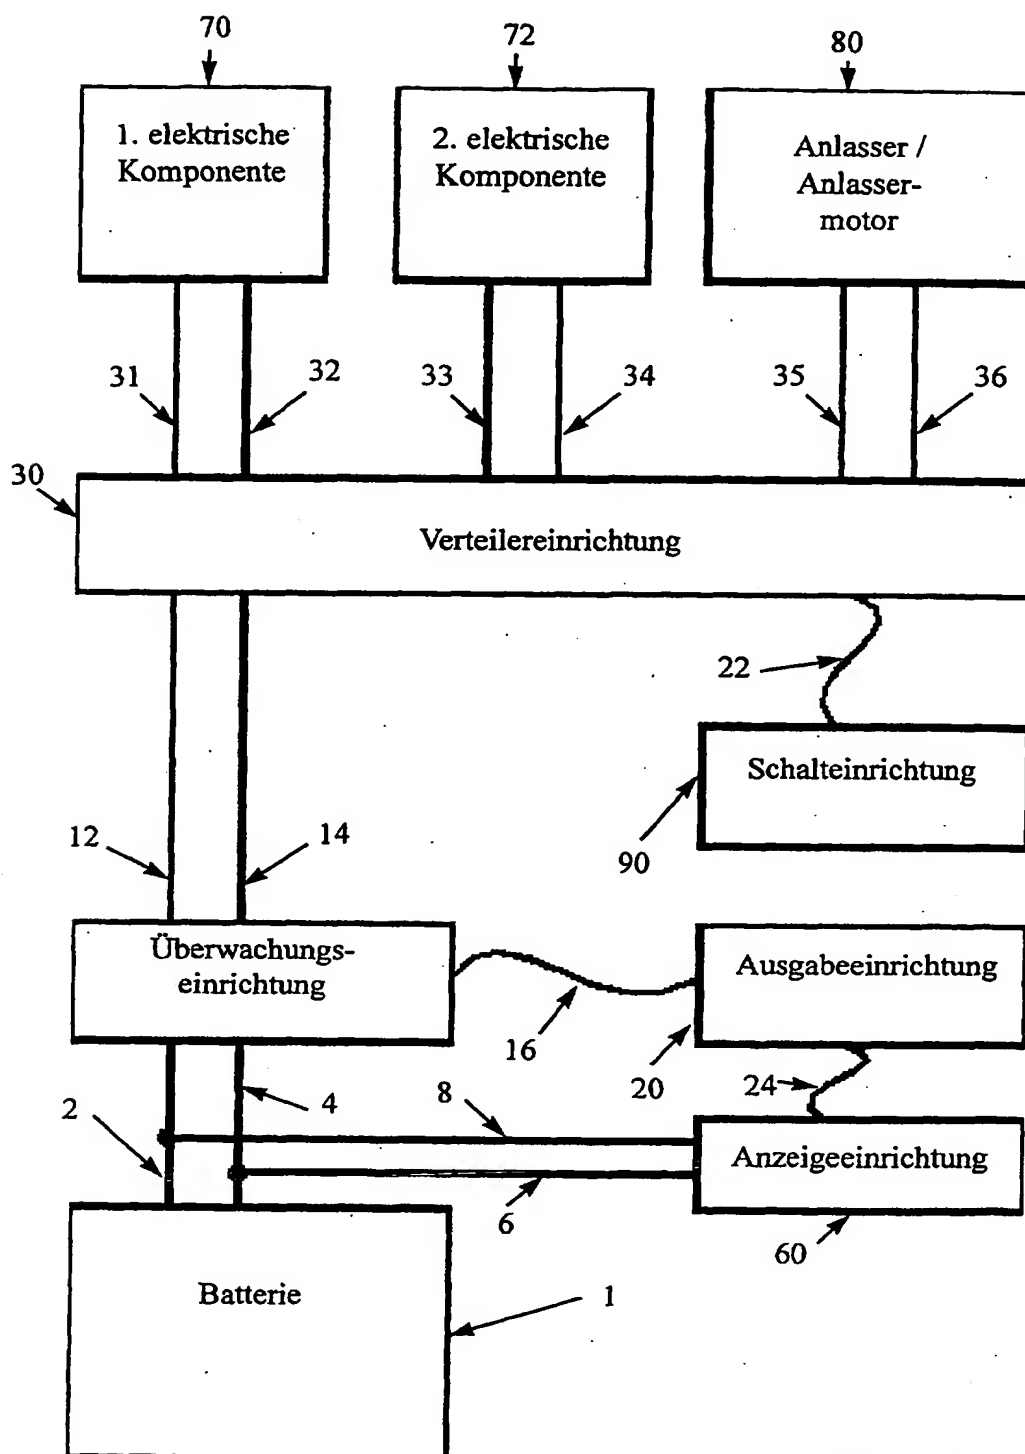 70
72
80
1. elektrische
Komponente
2. elektrische
Komponente
Anlasser /
Anlasser-
motor
31
32
33
34
35
36
30
Verteilereinrichtung
22
Schalteinrichtung
90
12
14
Überwachungs-
einrichtung
16
Ausgabeeinrichtung
20
24
2
4
8
6
Anzeigeeinrichtung
60
Batterie
1